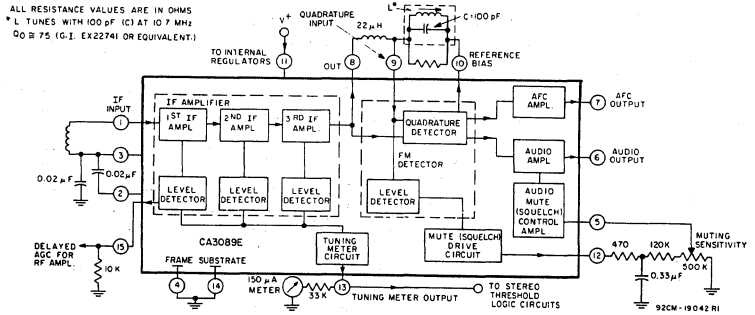 ALL RESISTANCE VALUES ARE IN OHMS
* L TUNES WITH 100 pF (C) AT 10.7 MHz
Q0 ≅ 75 (G.I. EX22741 OR EQUIVALENT.)
V+
QUADRATURE
INPUT
22 µH
L*
C=100 pF
TO INTERNAL
REGULATORS
11
OUT
8
9
10
REFERENCE
BIAS
IF
INPUT
1
3
2
0.02 µF
0.02 µF
IF AMPLIFIER
1ST IF
AMPL
2ND IF
AMPL
3RD IF
AMPL.
LEVEL
DETECTOR
LEVEL
DETECTOR
LEVEL
DETECTOR
QUADRATURE
DETECTOR
FM
DETECTOR
LEVEL
DETECTOR
AFC
AMPL.
7
AFC
OUTPUT
AUDIO
AMPL
6
AUDIO
OUTPUT
AUDIO
MUTE
(SQUELCH)
CONTROL
AMPL
5
MUTING
SENSITIVITY
CA3089E
TUNING
METER
CIRCUIT
MUTE (SQUELCH)
DRIVE
CIRCUIT
12
470
120K
500 K
0.33 µF
DELAYED
AGC FOR
RF AMPL.
15
10 K
FRAME
SUBSTRATE
4
14
150 µA
METER
33 K
13
TUNING METER OUTPUT
TO STEREO
THRESHOLD
LOGIC CIRCUITS
92CM-19042 R1